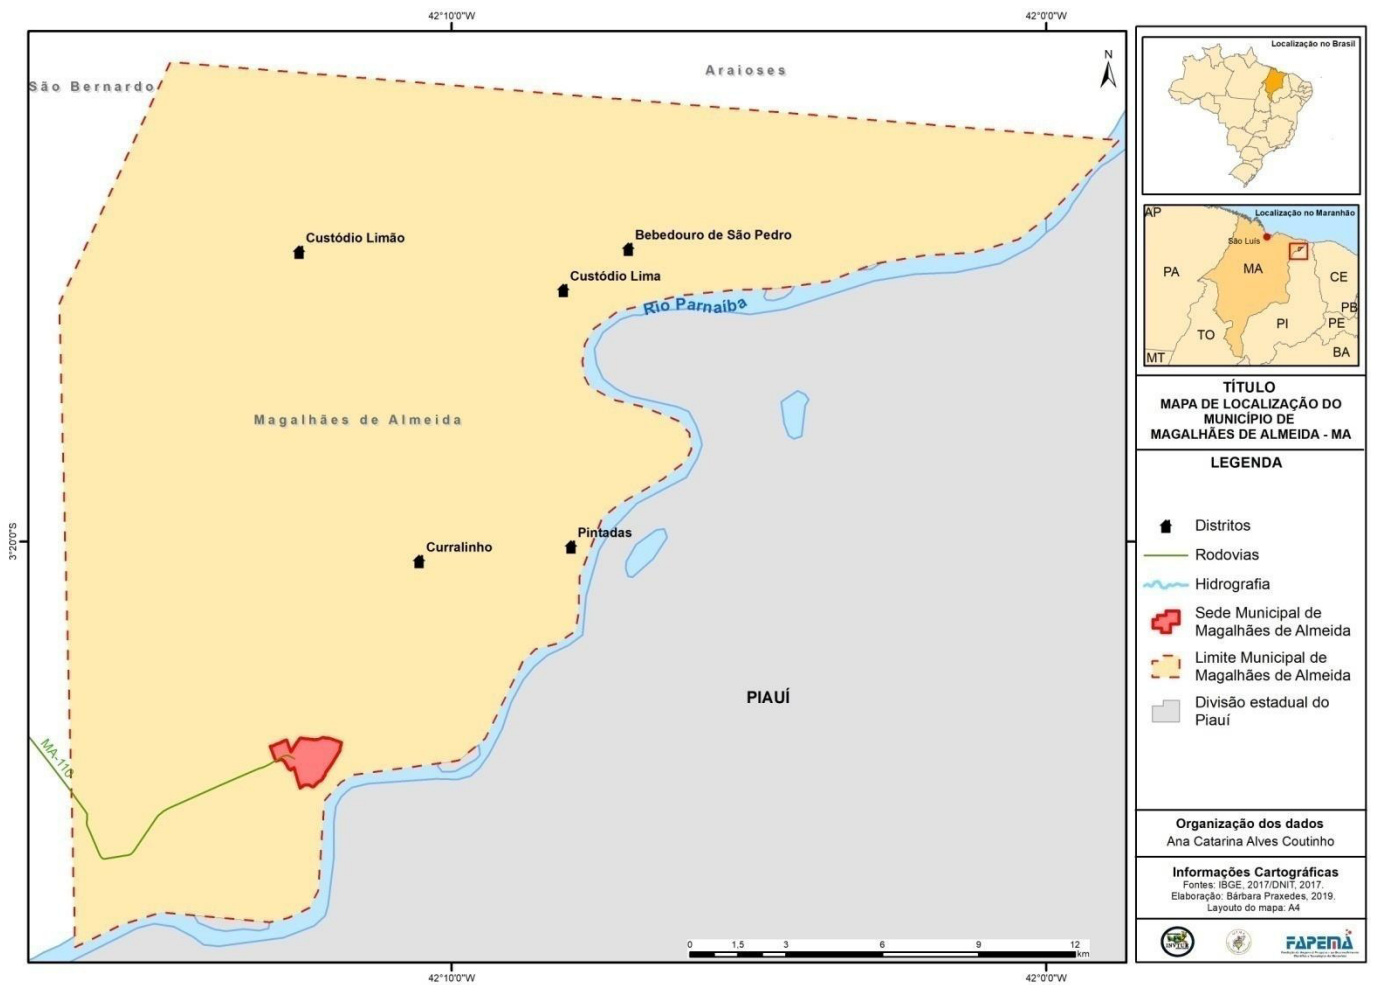 42°10'0"W
42°0'0"W
São Bernardo
Araioses
N
Custódio Limão
Bebedouro de São Pedro
Custódio Lima
Rio Parnaíba
Magalhães de Almeida
3°20'0"S
Pintadas
Curralinho
PIAUÍ
MA-110
0 1,5 3 6 9 12
km
42°10'0"W
42°0'0"W
Localização no Brasil
AP
Localização no Maranhão
São Luís
PA
MA
CE
PB
TO
PI
PE
MT
BA
TÍTULO
MAPA DE LOCALIZAÇÃO DO
MUNICÍPIO DE
MAGALHÃES DE ALMEIDA - MA
LEGENDA
Distritos
Rodovias
Hidrografia
Sede Municipal de
Magalhães de Almeida
Limite Municipal de
Magalhães de Almeida
Divisão estadual do
Piauí
Organização dos dados
Ana Catarina Alves Coutinho
Informações Cartográficas
Fontes: IBGE, 2017/DNIT, 2017.
Elaboração: Bárbara Praxedes, 2019.
Layouto do mapa: A4
FAPEMA